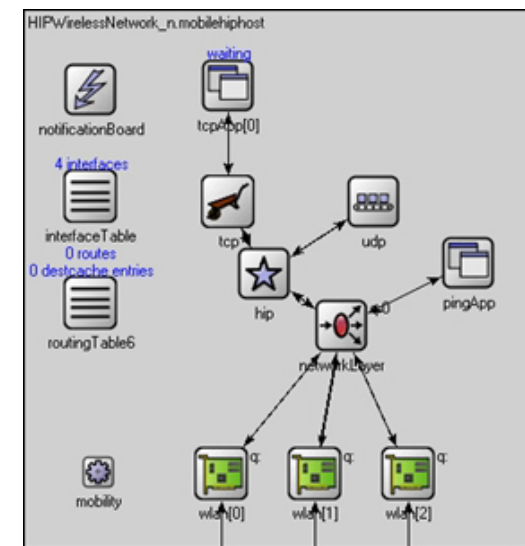 HIPWirelessNetwork_n.mobilehiphost
waiting
notificationBoard
tcpApp[0]
4 interfaces
interfaceTable
tcp
udp
0 routes
0 destcache entries
hip
pingApp
routingTable6
networkLayer
q:
q:
q:
mobility
wlan[0]
wlan[1]
wlan[2]